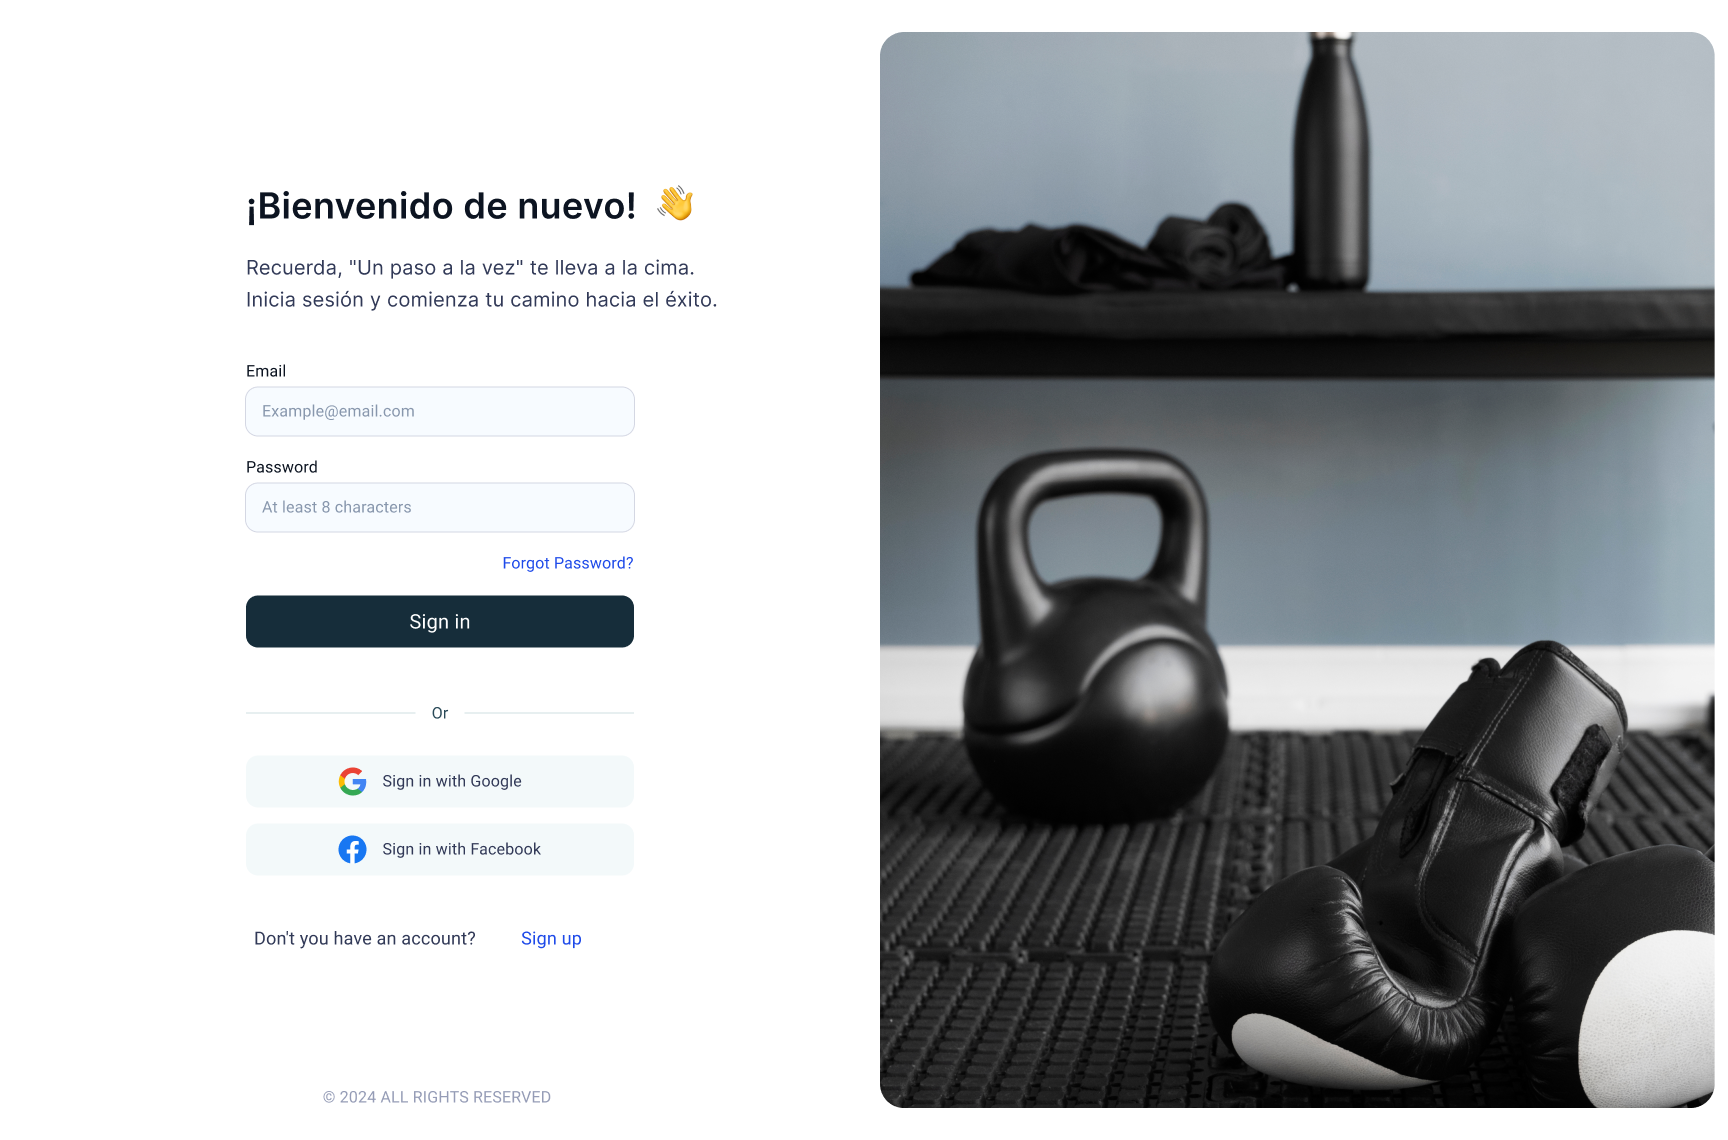 ¡Bienvenido de nuevo! 👋
Recuerda, "Un paso a la vez" te lleva a la cima.
Inicia sesión y comienza tu camino hacia el éxito.
Email
Example@email.com
Password
At least 8 characters
Forgot Password?
Sign in
Or
Sign in with Google
Sign in with Facebook
Don't you have an account? Sign up
© 2024 ALL RIGHTS RESERVED